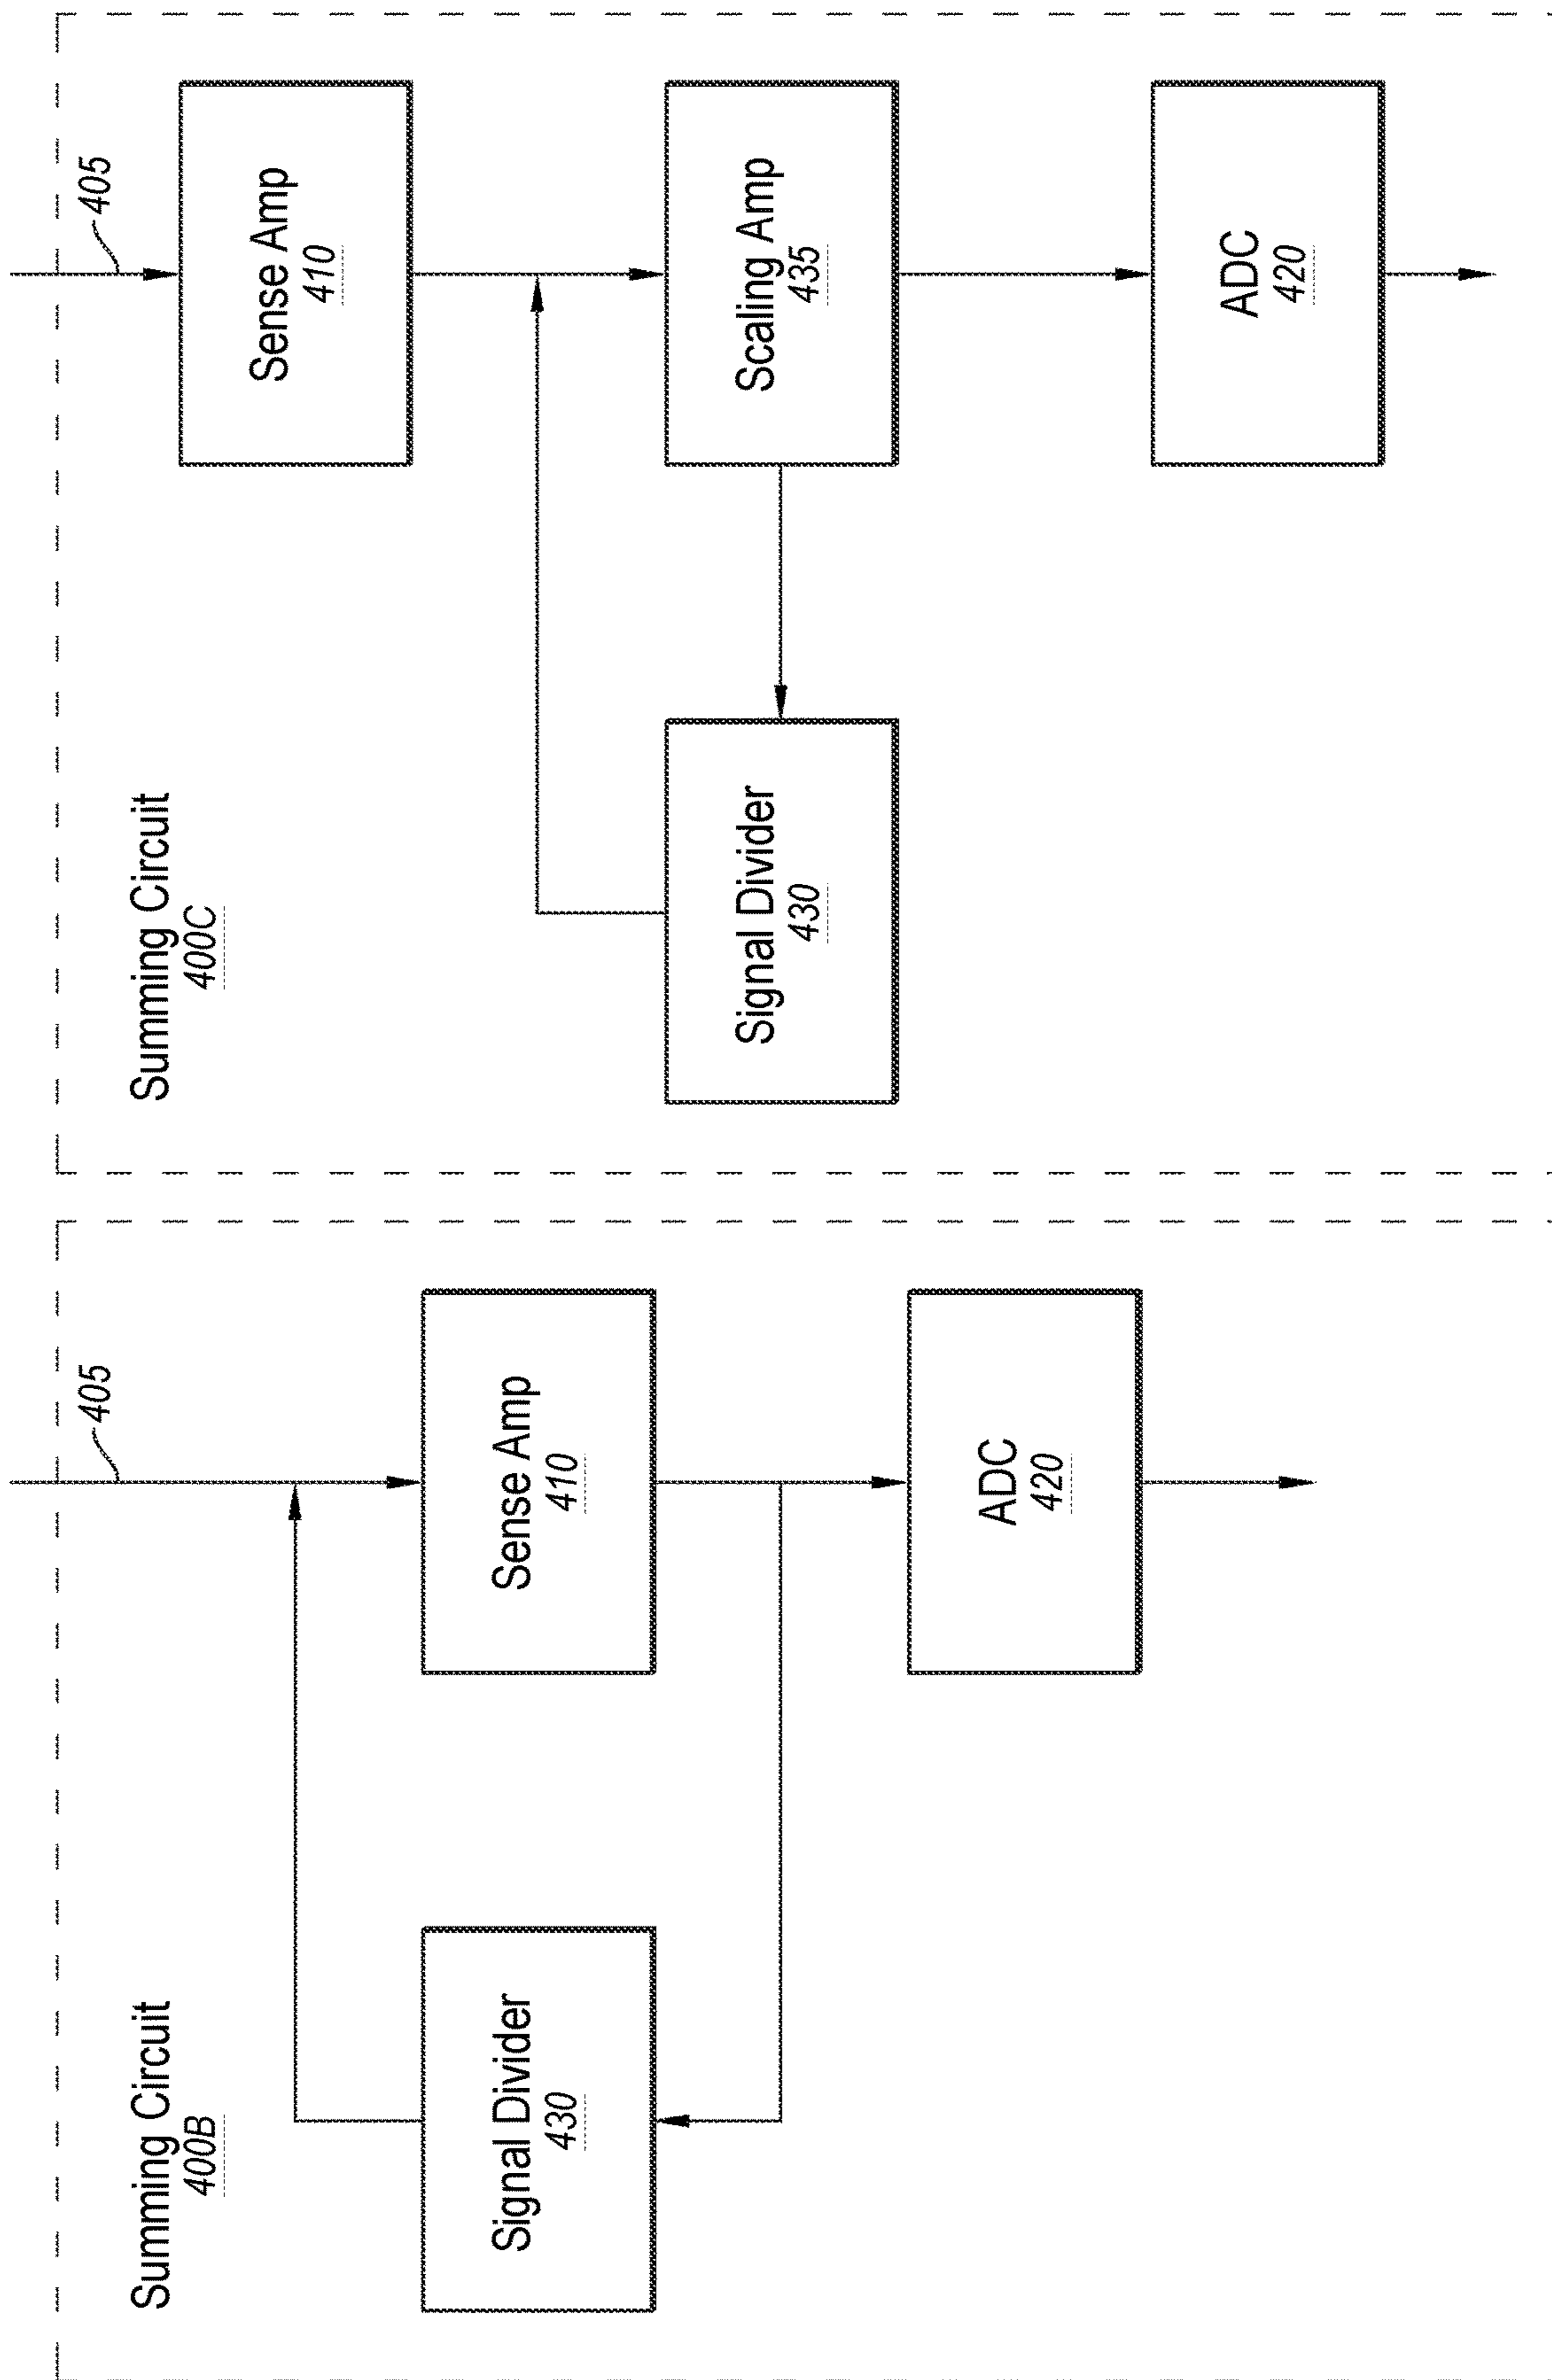 Summing Circuit
400B
405
Signal Divider
430
Sense Amp
410
ADC
420
Summing Circuit
400C
405
Sense Amp
410
Signal Divider
430
Scaling Amp
435
ADC
420